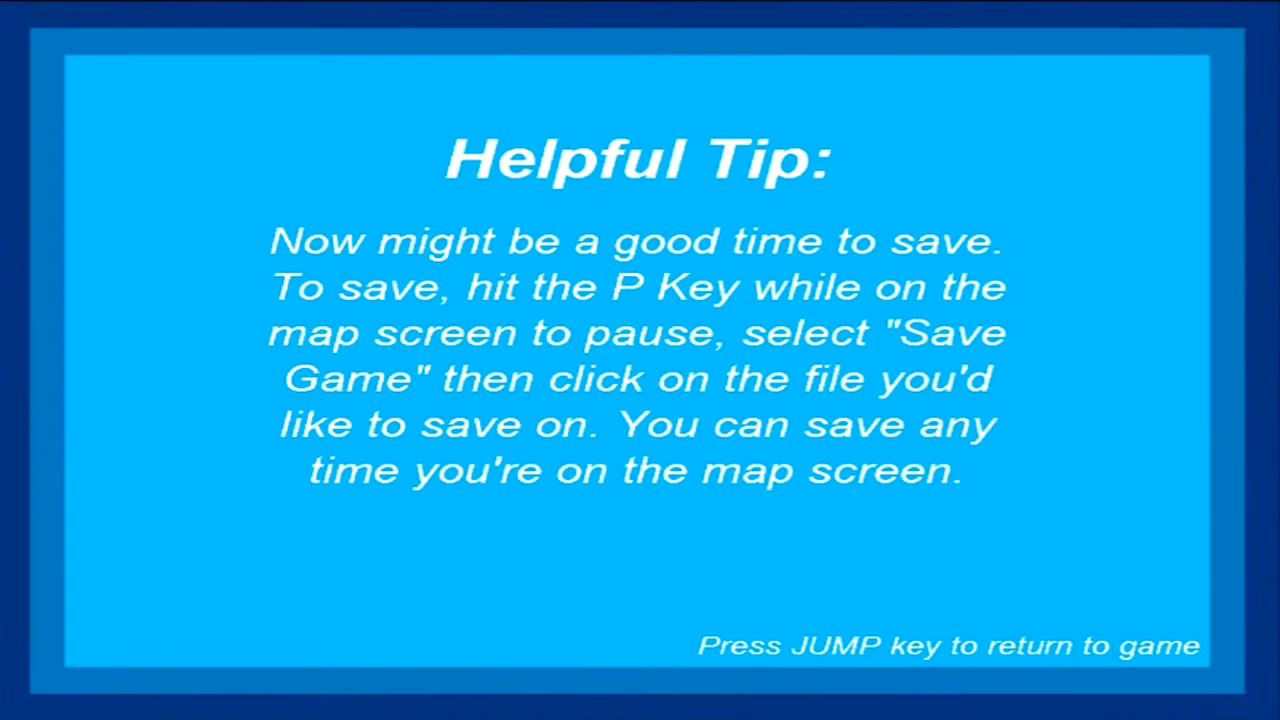 Helpful Tip:
Now might be a good time to save.
To save, hit the P Key while on the
map screen to pause, select "Save
Game" then click on the file you'd
like to save on. You can save any
time you're on the map screen.
Press JUMP key to return to game